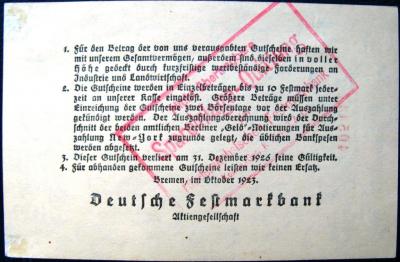 1. Für den Betrag der von uns verausgabten Gutscheine haften wir
mit unserem Gesamtvermögen, außerdem sind dieselben in voller
Höhe gedeckt durch kurzfristige wertbeständige Forderungen an
Industrie und Landwirtschaft.
2. Die Gutscheine werden in Einzelbeträgen bis zu 10 Festmark jeder-
zeit an unserer Kasse eingelöst. Größere Beträge müssen unter
Einreichung der Gutscheine zwei Börsentage vor der Auszahlung
gekündigt werden. Der Auszahlungsberechnung wird der Durch-
schnitt der beiden amtlichen Berliner „Geld“-Notierungen für Aus-
zahlung New-York zugrunde gelegt, die üblichen Bankspesen
werden abgesetzt.
3. Dieser Gutschein verliert am 31. Dezember 1926 seine Gültigkeit.
4. Für abhanden gekommene Gutscheine leisten wir keinen Ersatz.
Bremen, im Oktober 1923.
Deutsche Festmarkbank
Aktiengesellschaft